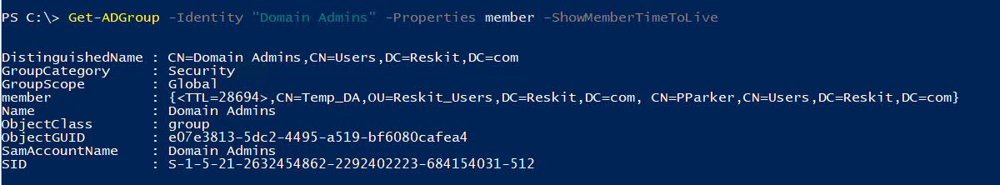 PS C:\> Get-ADGroup -Identity "Domain Admins" -Properties member -ShowMemberTimeToLive
DistinguishedName : CN=Domain Admins,CN=Users,DC=Reskit,DC=com
GroupCategory     : Security
GroupScope        : Global
member            : {<TTL=28694>,CN=Temp_DA,OU=Reskit_Users,DC=Reskit,DC=com, CN=PParker,CN=Users,DC=Reskit,DC=com}
Name              : Domain Admins
ObjectClass       : group
ObjectGUID        : e07e3813-5dc2-4495-a519-bf6080cafea4
SamAccountName    : Domain Admins
SID               : S-1-5-21-2632454862-2292402223-684154031-512